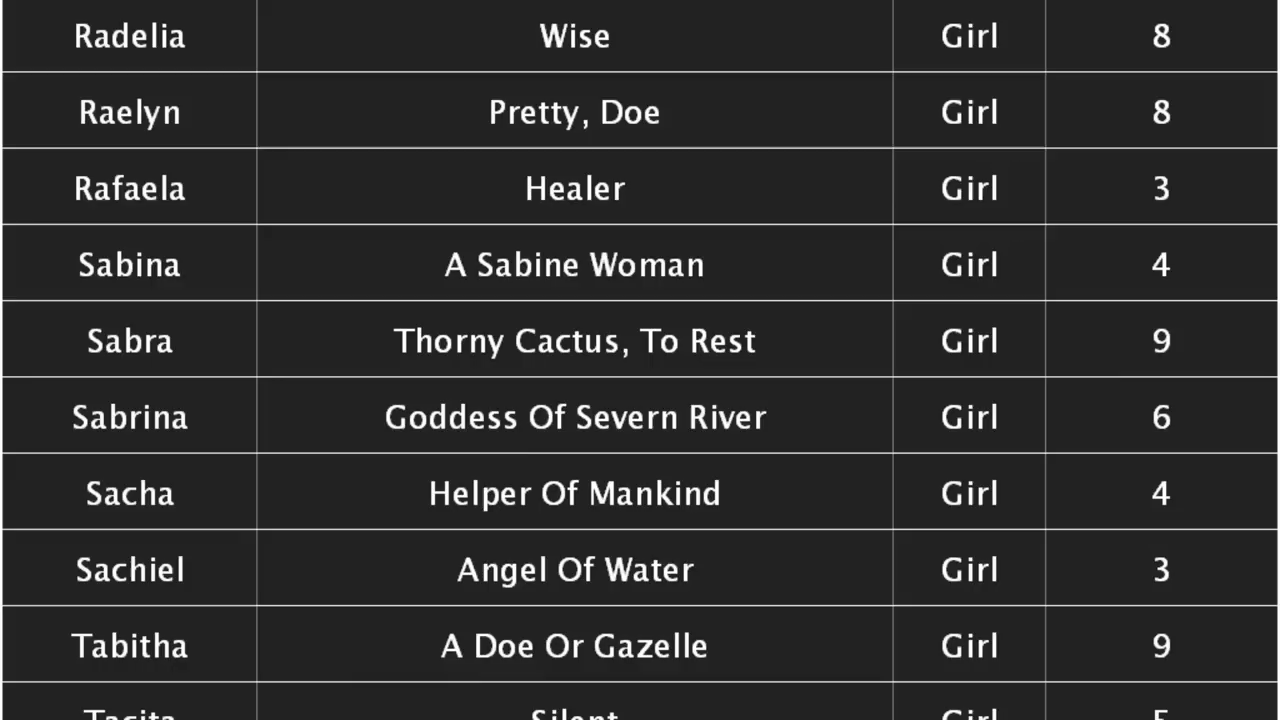 Radelia Wise Girl 8
Raelyn Pretty, Doe Girl 8
Rafaela Healer Girl 3
Sabina A Sabine Woman Girl 4
Sabra Thorny Cactus, To Rest Girl 9
Sabrina Goddess Of Severn River Girl 6
Sacha Helper Of Mankind Girl 4
Sachiel Angel Of Water Girl 3
Tabitha A Doe Or Gazelle Girl 9
Tacita Silent Girl 5